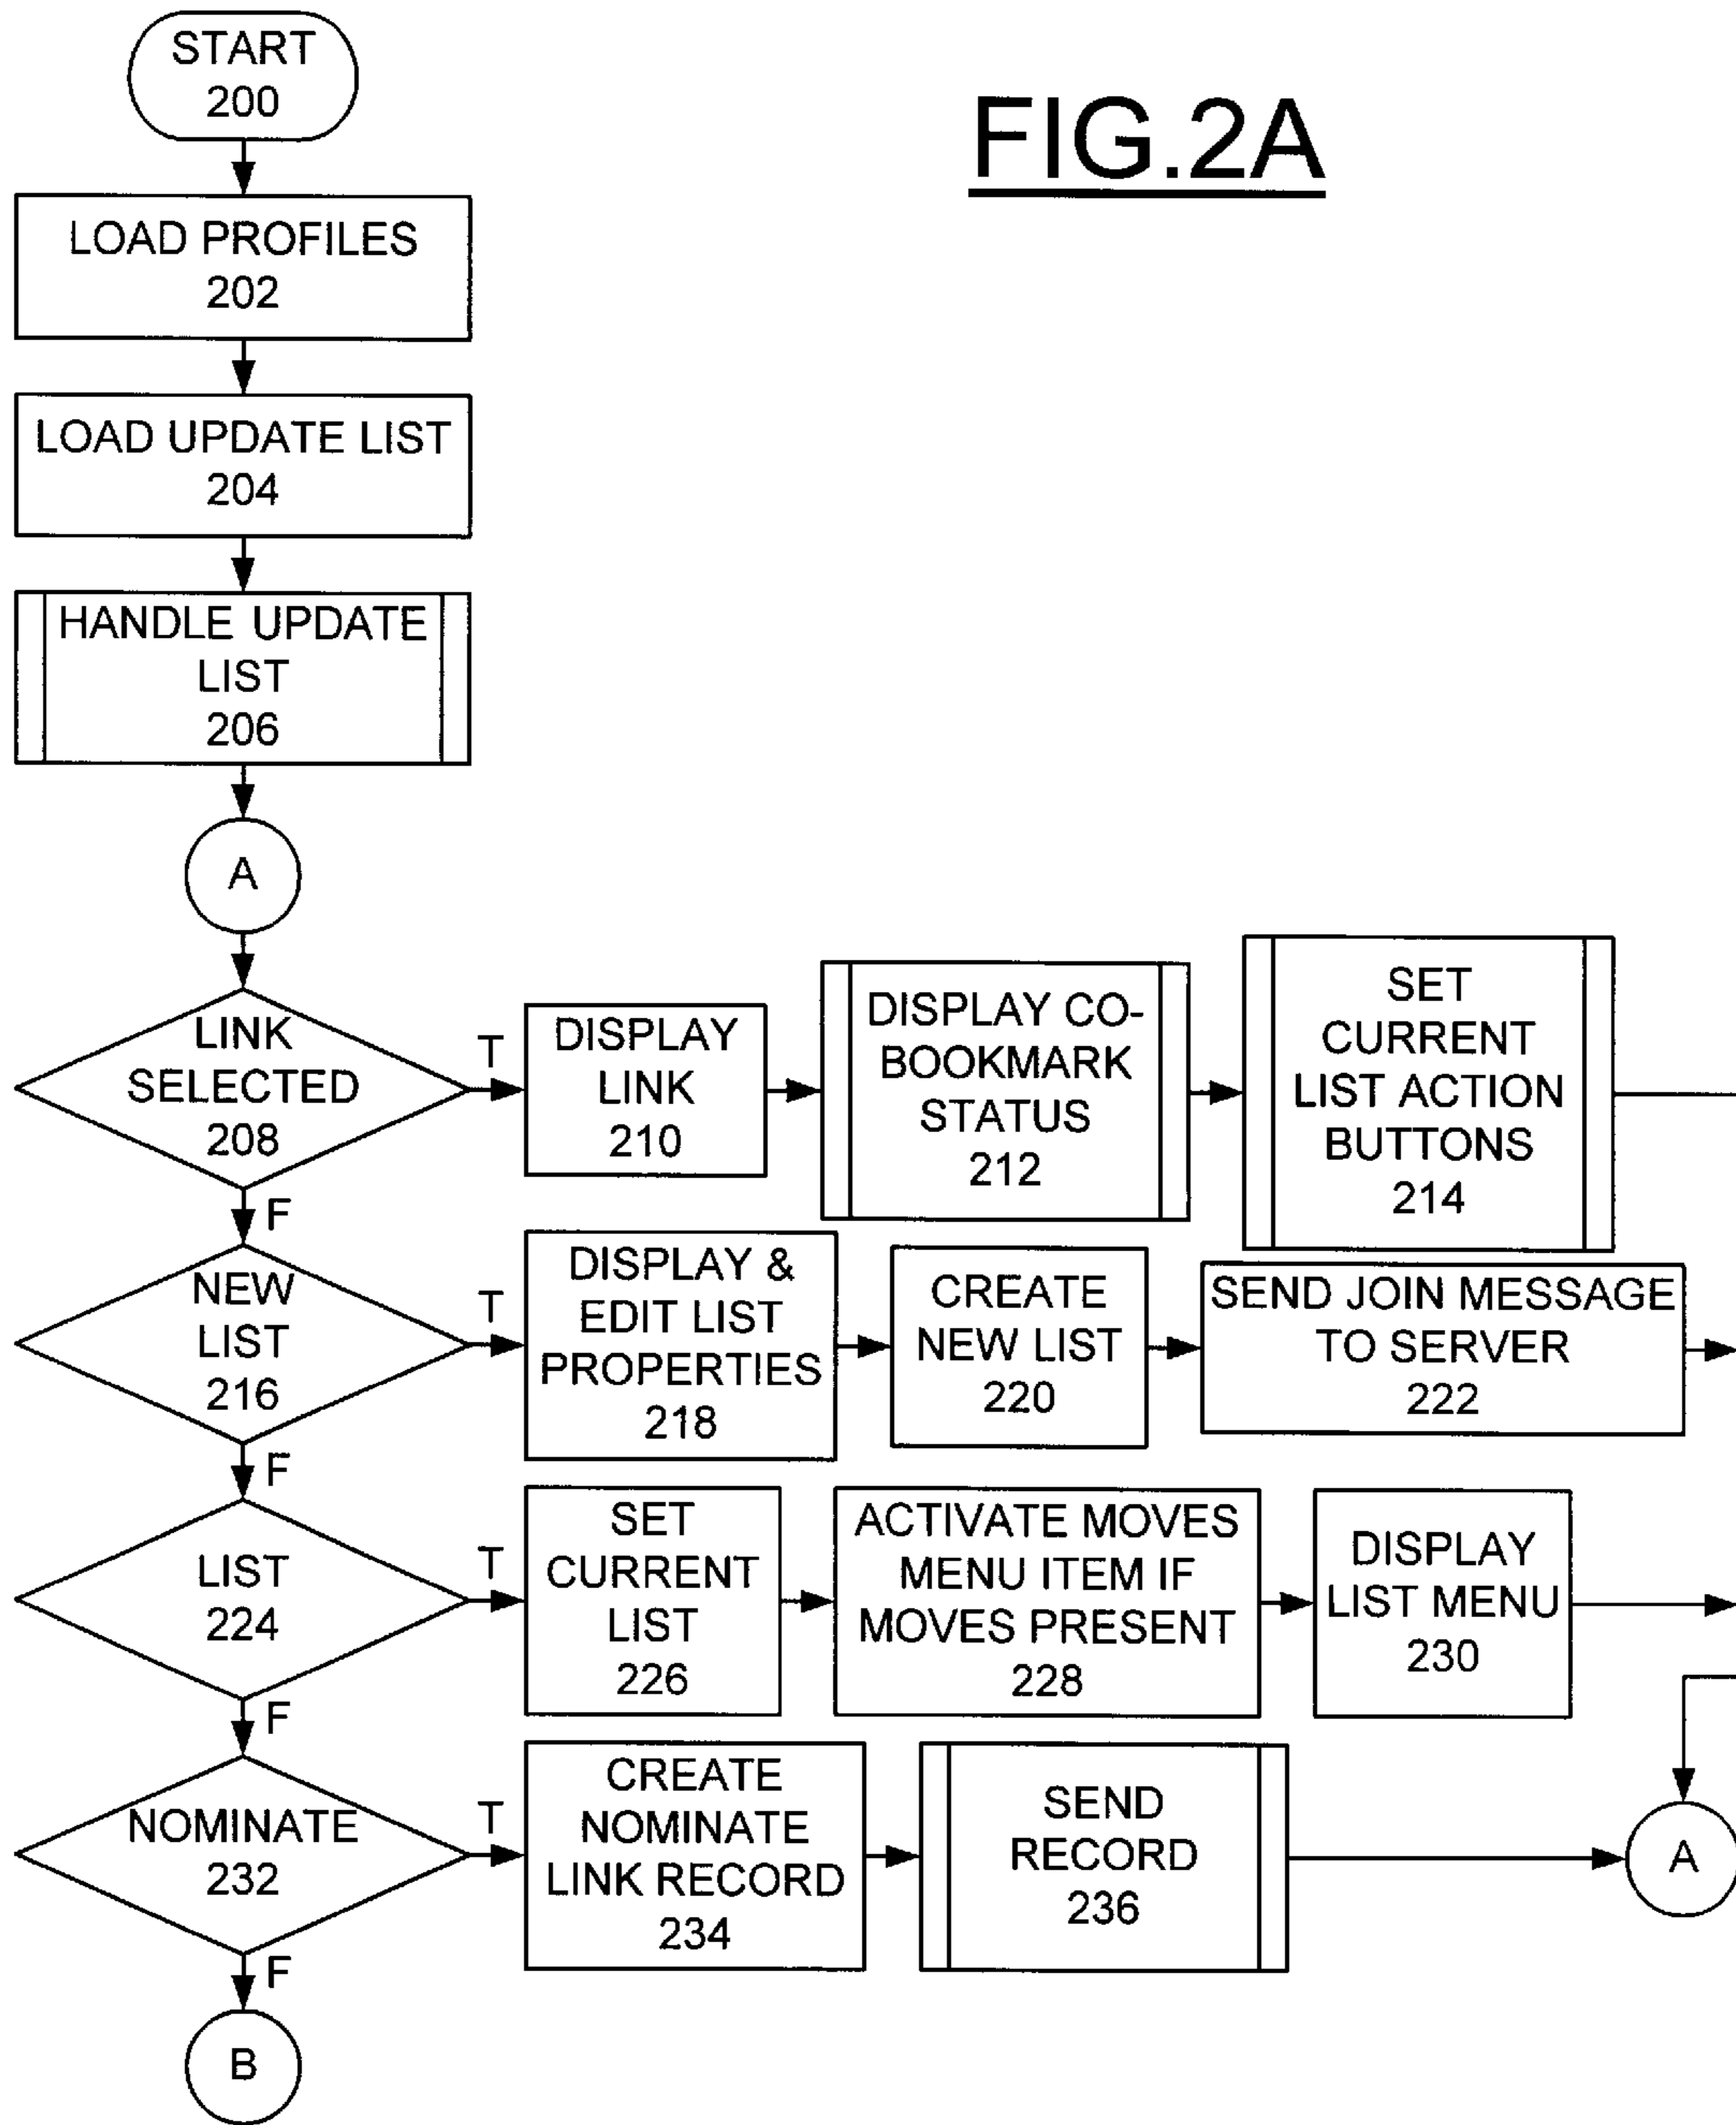 FIG.2A
START
200
LOAD PROFILES
202
LOAD UPDATE LIST
204
HANDLE UPDATE
LIST
206
A
LINK
SELECTED
208
T
DISPLAY
LINK
210
DISPLAY CO-
BOOKMARK
STATUS
212
SET
CURRENT
LIST ACTION
BUTTONS
214
F
NEW
LIST
216
T
DISPLAY &
EDIT LIST
PROPERTIES
218
CREATE
NEW LIST
220
SEND JOIN MESSAGE
TO SERVER
222
F
LIST
224
T
SET
CURRENT
LIST
226
ACTIVATE MOVES
MENU ITEM IF
MOVES PRESENT
228
DISPLAY
LIST MENU
230
F
NOMINATE
232
T
CREATE
NOMINATE
LINK RECORD
234
SEND
RECORD
236
A
F
B